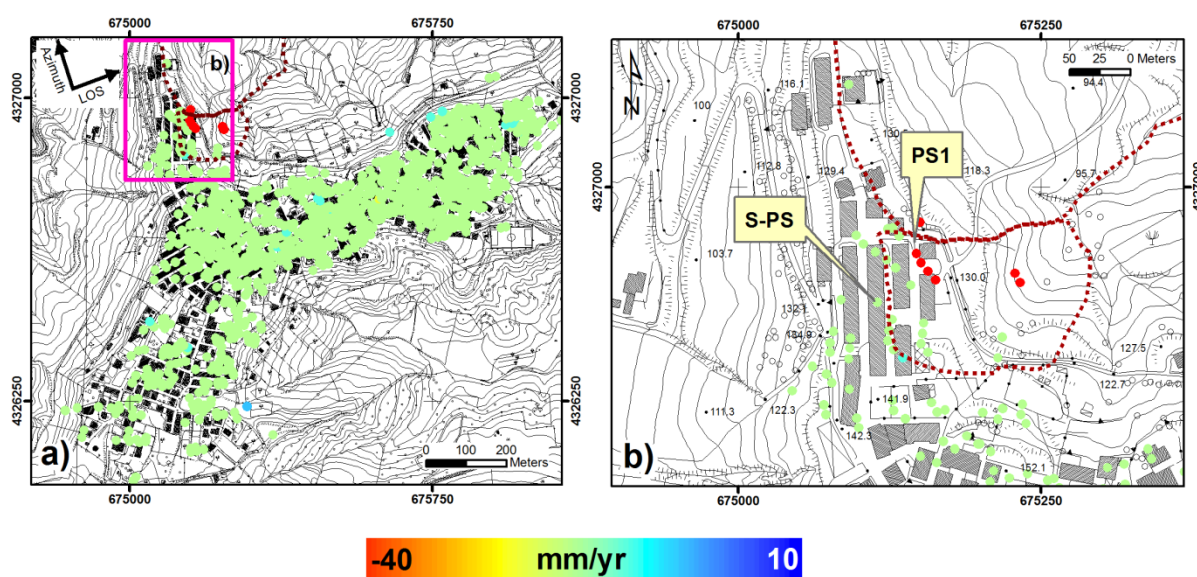 675000
675750
Azimuth
LOS
b)
4327000
4327000
4326250
4326250
a)
0 100 200
Meters
675000
675750
675000
675250
50 25 0 Meters
94.4
N
116.1
100
130.
118.3
112.8
129.4
95.7
PS1
4327000
S-PS
103.7
130.0
132.1
134.9
127.5
122.7
122.3
111.3
141.9
142.3
152.1
b)
675000
675250
-40 mm/yr 10